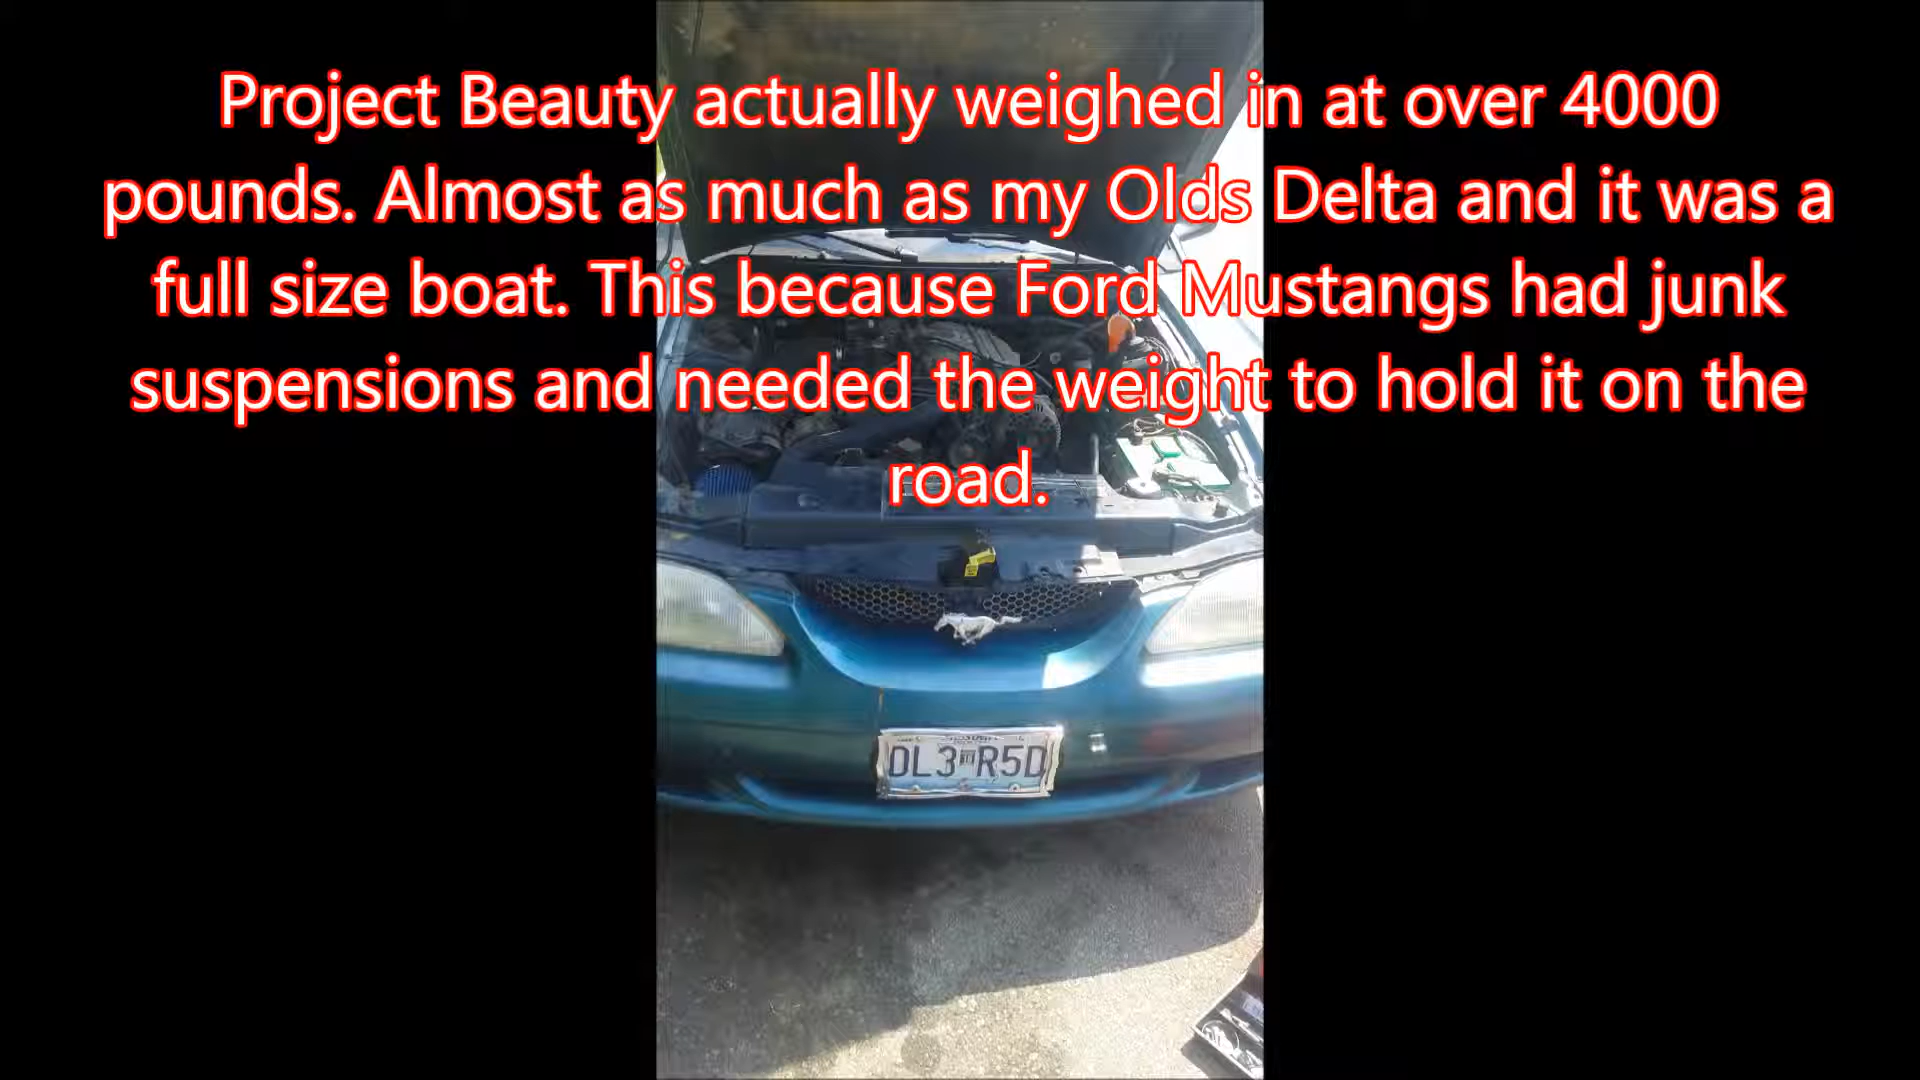 Project Beauty actually weighed in at over 4000
pounds. Almost as much as my Olds Delta and it was a
full size boat. This because Ford Mustangs had junk
suspensions and needed the weight to hold it on the
road.
DL3 R5D